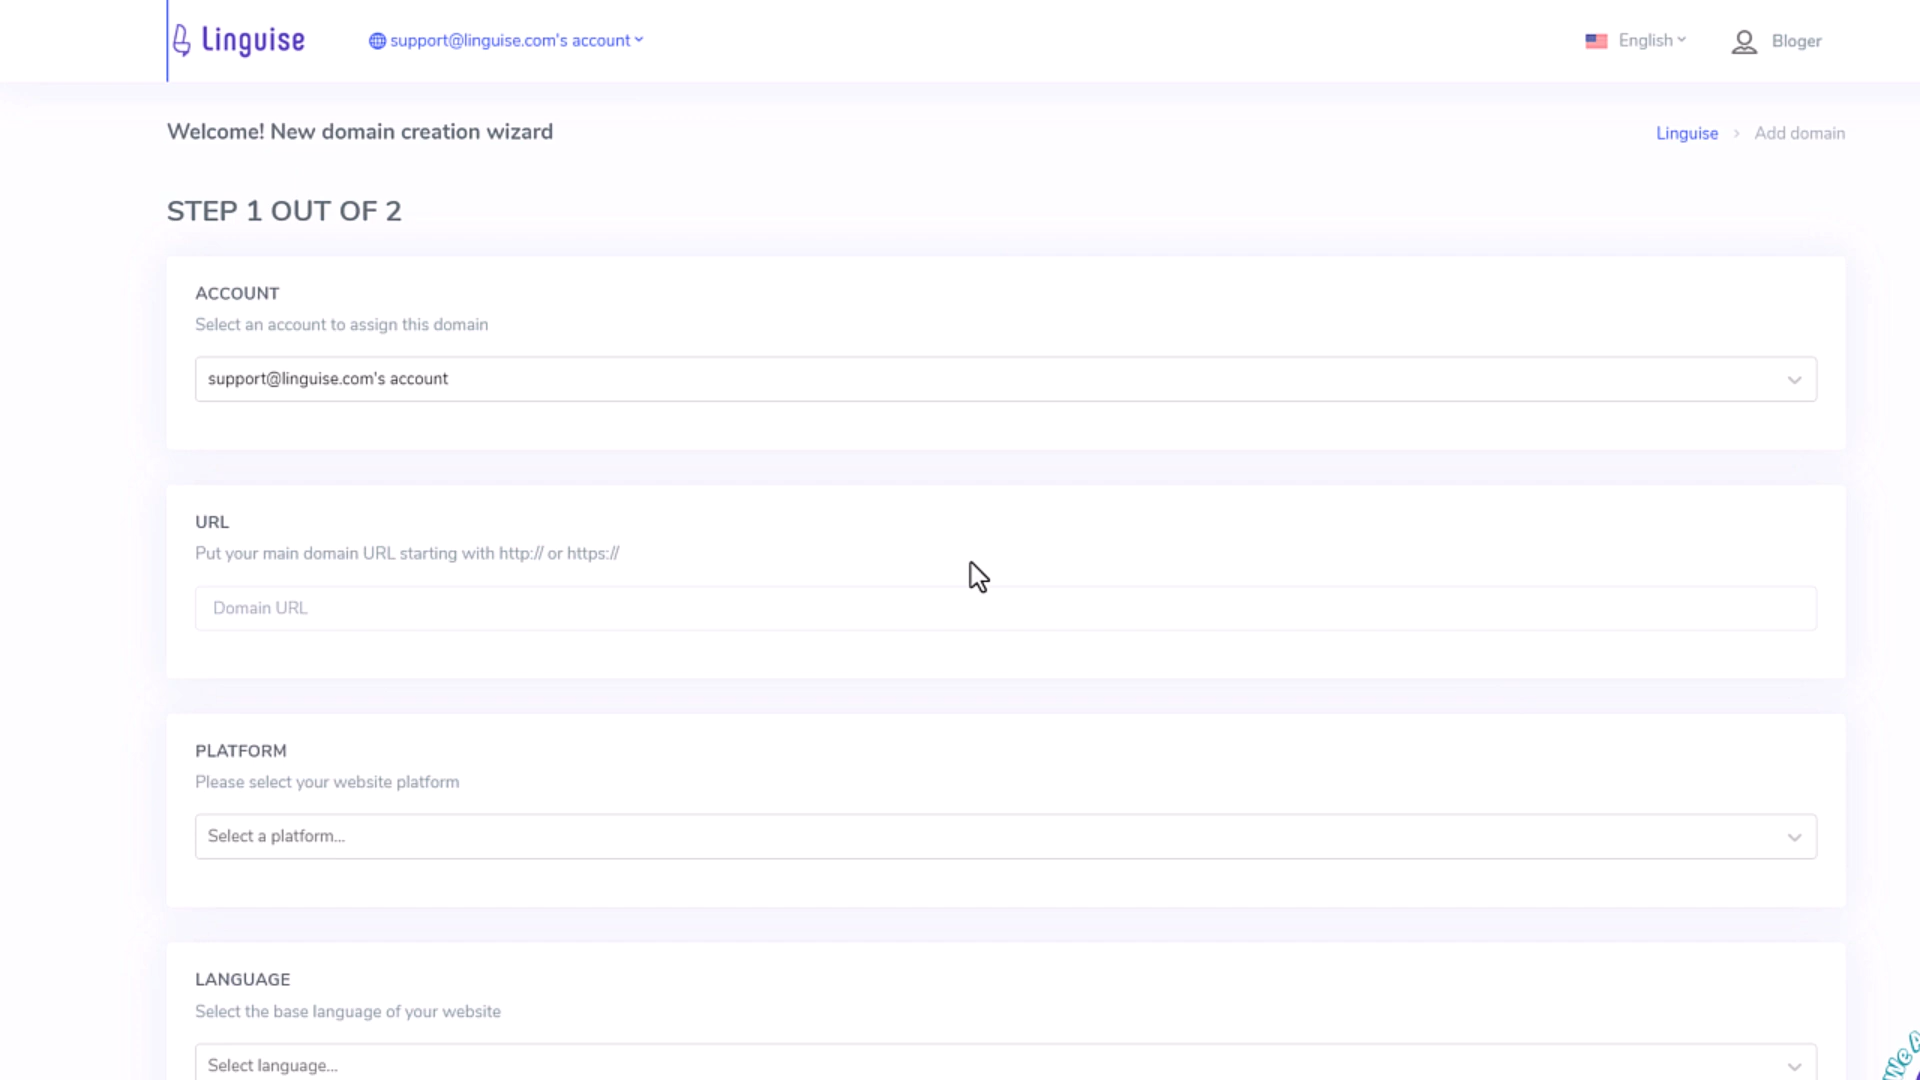 Linguise
support@linguise.com's account
English
Bloger
Welcome! New domain creation wizard
Linguise > Add domain
STEP 1 OUT OF 2
ACCOUNT
Select an account to assign this domain
support@linguise.com's account
URL
Put your main domain URL starting with http:// or https://
Domain URL
PLATFORM
Please select your website platform
Select a platform...
LANGUAGE
Select the base language of your website
Select language...
We